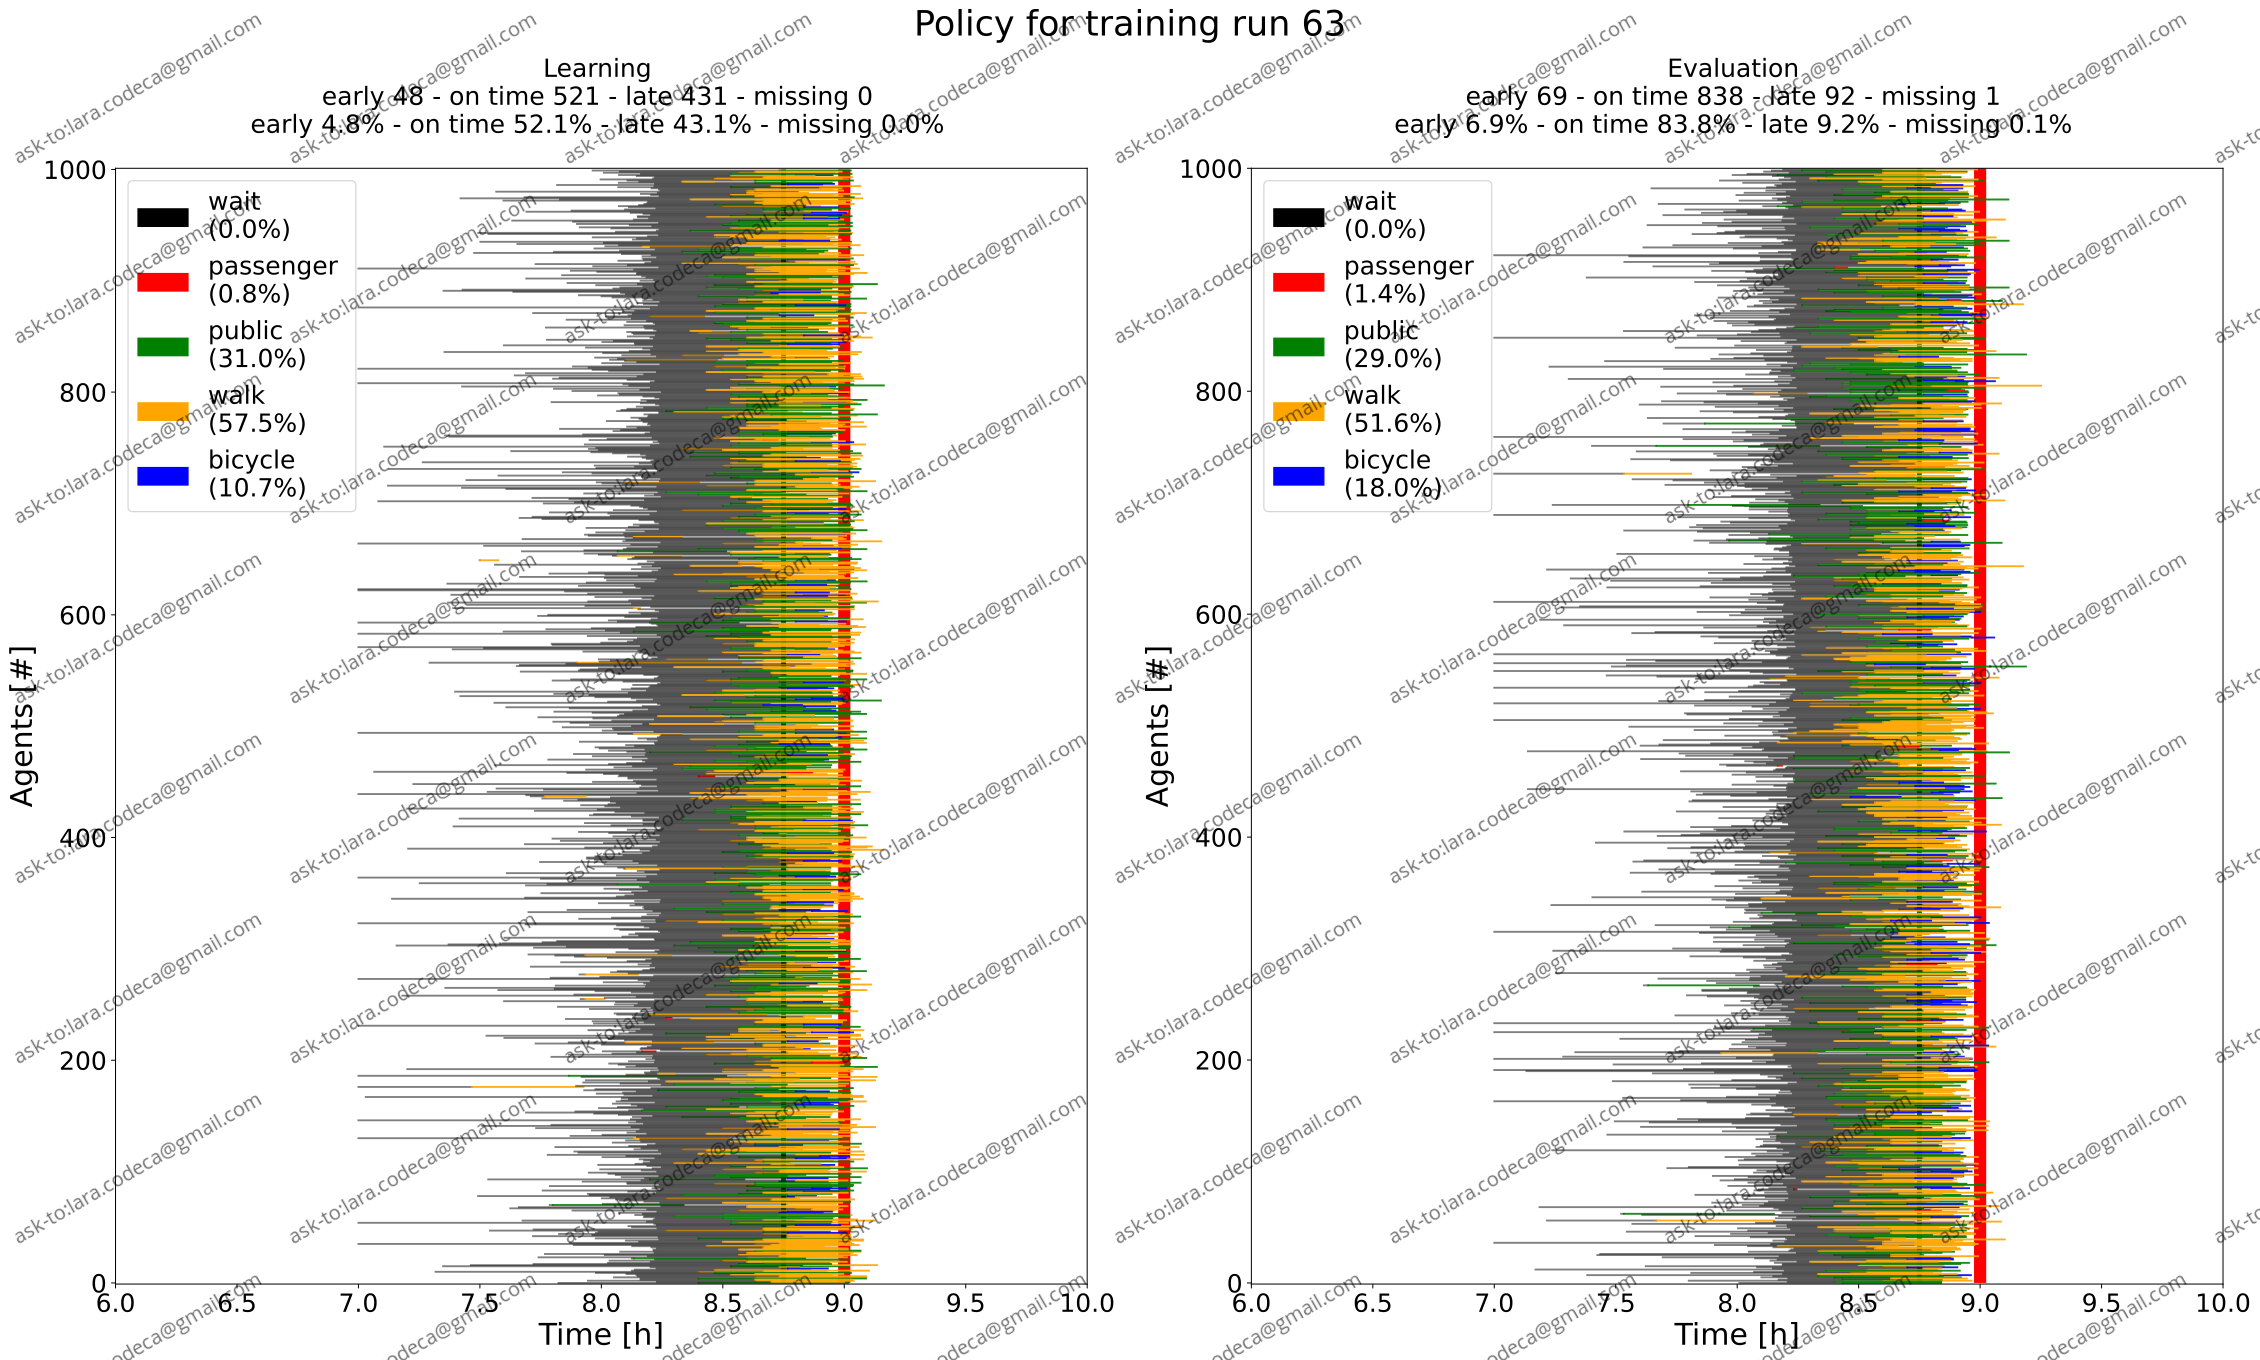 Policy for training run 63
Learning
early 48 - on time 521 - late 431 - missing 0
early 4.8% - on time 52.1% - late 43.1% - missing 0.0%
1000
800
600
400
200
0
Agents [#]
wait
(0.0%)
passenger
(0.8%)
public
(31.0%)
walk
(57.5%)
bicycle
(10.7%)
6.0 6.5 7.0 7.5 8.0 8.5 9.0 9.5 10.0
Time [h]
Evaluation
early 69 - on time 838 - late 92 - missing 1
early 6.9% - on time 83.8% - late 9.2% - missing 0.1%
1000
800
600
400
200
0
Agents [#]
wait
(0.0%)
passenger
(1.4%)
public
(29.0%)
walk
(51.6%)
bicycle
(18.0%)
6.0 6.5 7.0 7.5 8.0 8.5 9.0 9.5 10.0
Time [h]
ask-to:lara.codeca@gmail.com